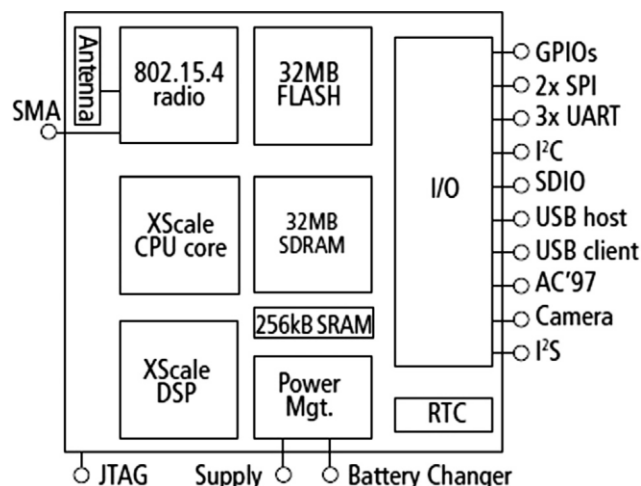 Antenna
SMA
802.15.4
radio
32MB
FLASH
XScale
CPU core
32MB
SDRAM
256kB SRAM
XScale
DSP
Power
Mgt.
I/O
RTC
GPIOs
2x SPI
3x UART
I²C
SDIO
USB host
USB client
AC’97
Camera
I²S
JTAG
Supply
Battery Changer